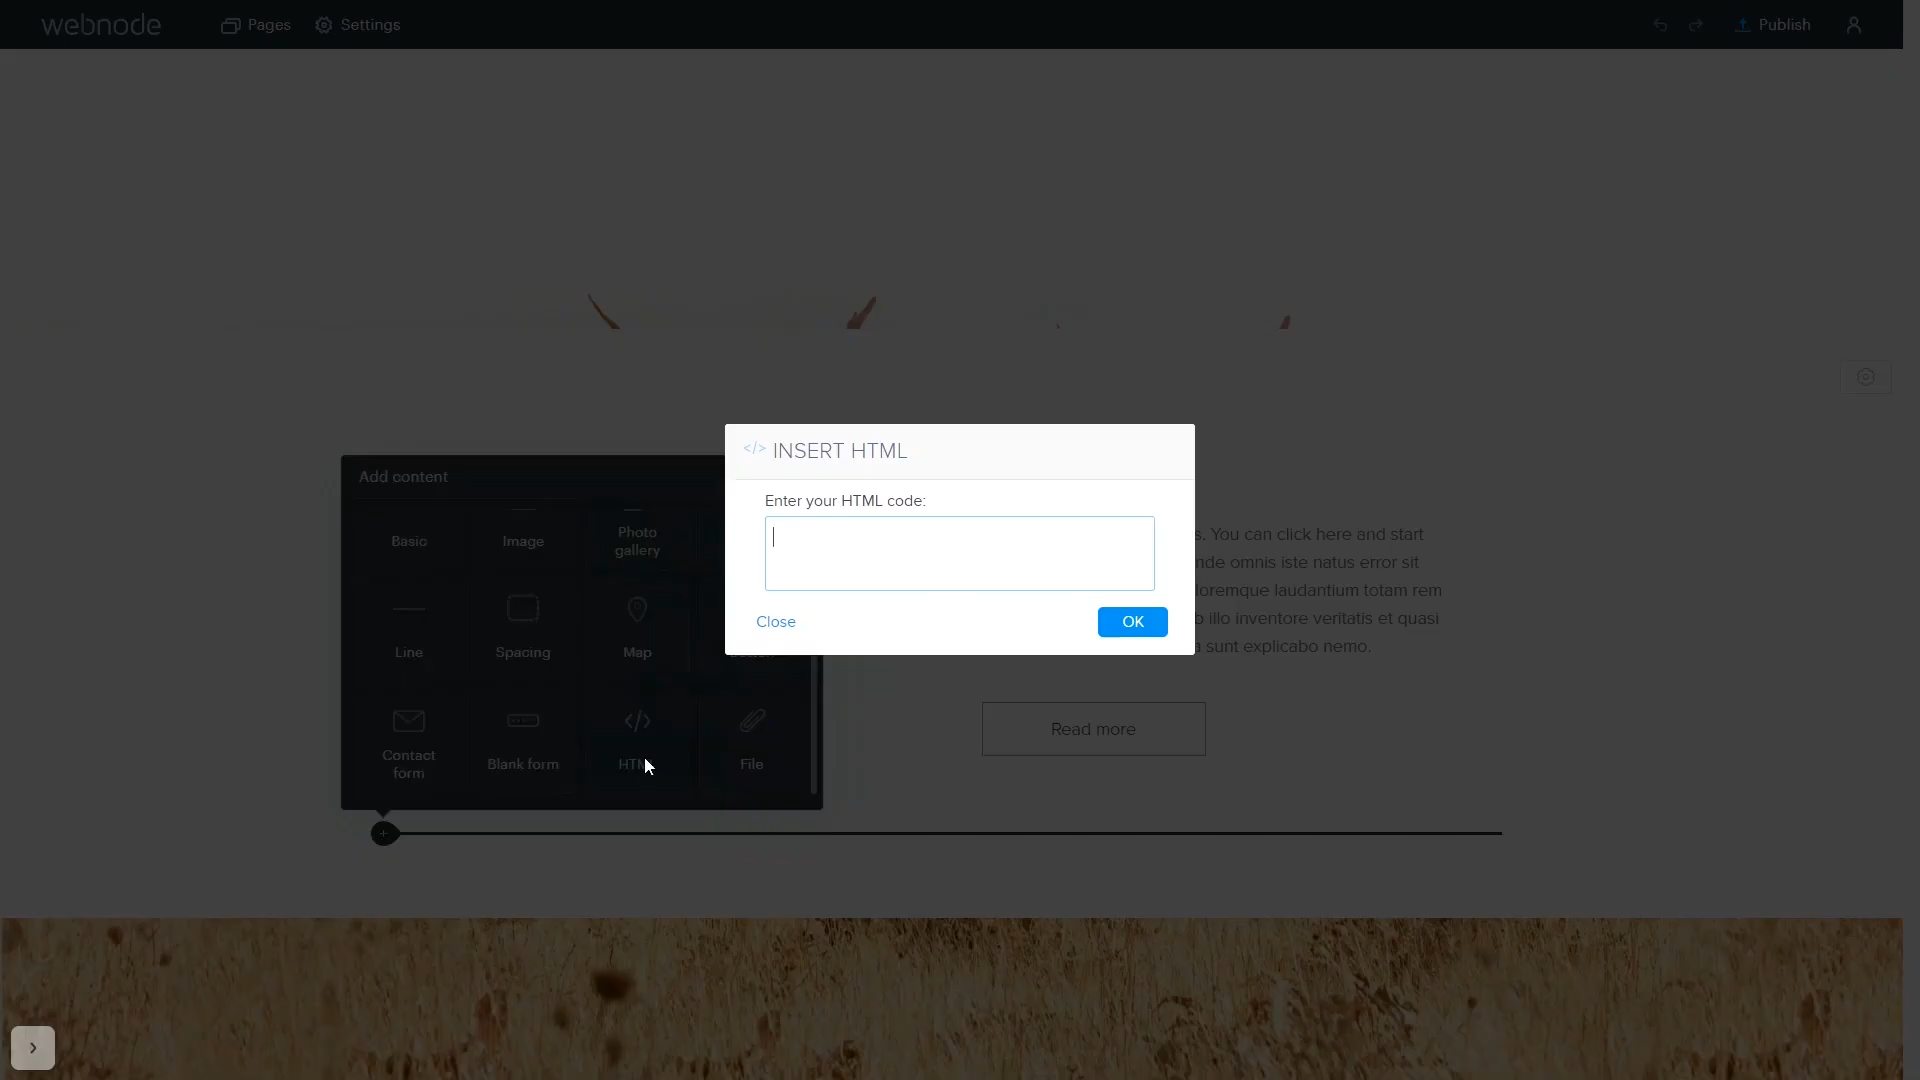 webnode
Pages
Settings
Publish
</> INSERT HTML
Enter your HTML code:
Close
OK
Add content
Basic
Image
Photo
gallery
Line
Spacing
Map
Contact
form
Blank form
File
s. You can click here and start
nde omnis iste natus error sit
loremque laudantium totam rem
illo inventore veritatis et quasi
a sunt explicabo nemo.
Read more